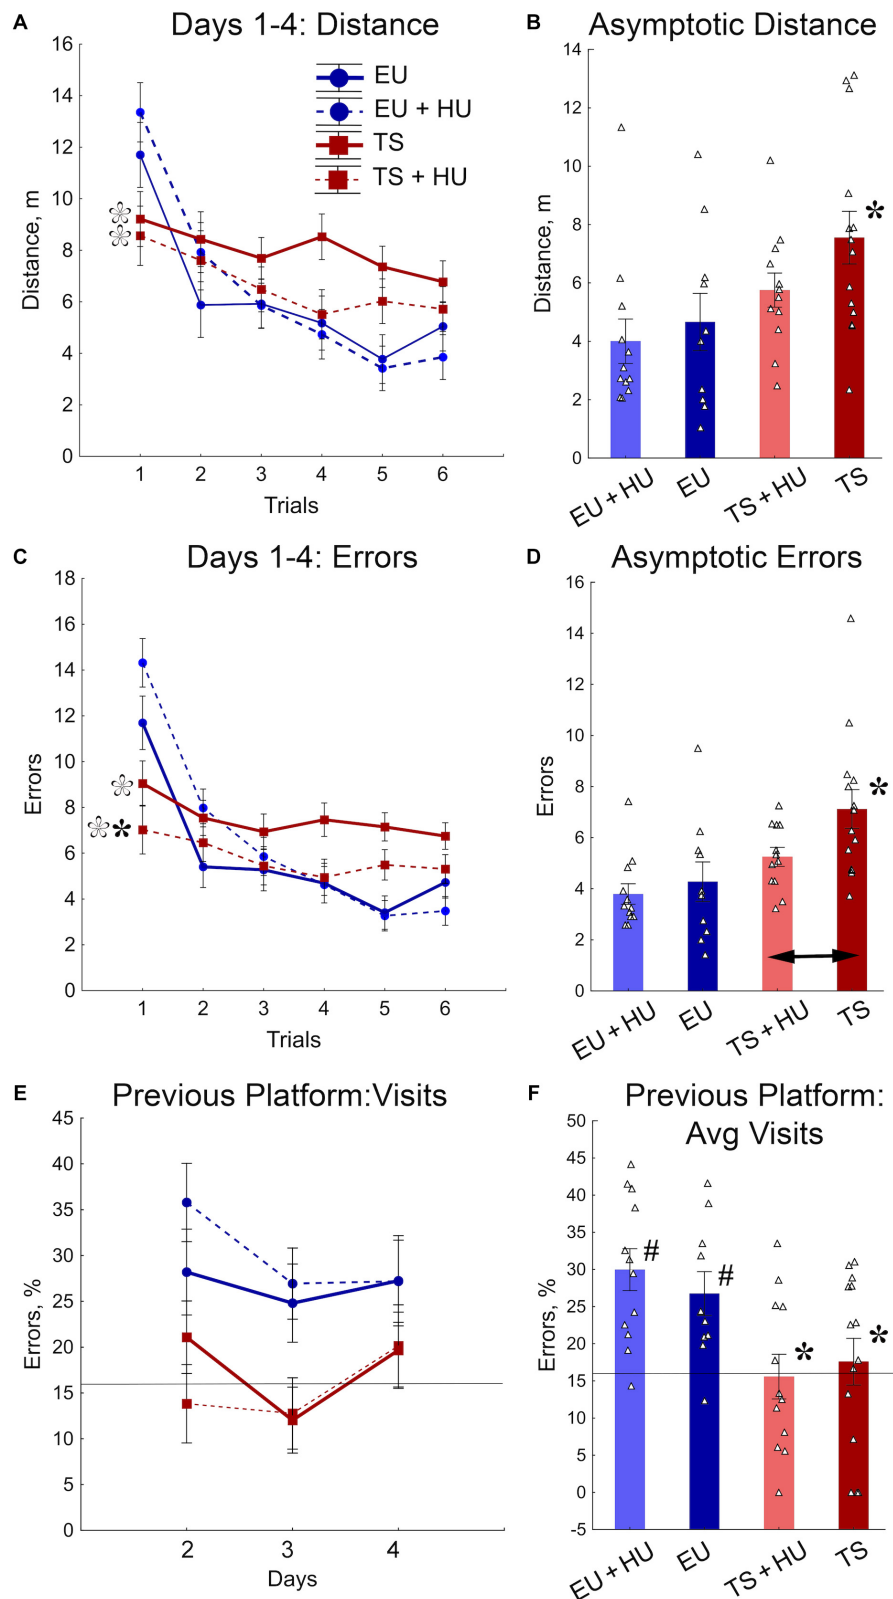 A
Days 1-4: Distance
16
14
12
10
8
6
4
2
0
Distance, m
EU
EU + HU
TS
TS + HU
1 2 3 4 5 6
Trials
B
Asymptotic Distance
14
12
10
8
6
4
2
0
Distance, m
*
EU + HU EU TS + HU TS
C
Days 1-4: Errors
18
16
14
12
10
8
6
4
2
0
Errors
*
1 2 3 4 5 6
Trials
D
Asymptotic Errors
16
14
12
10
8
6
4
2
0
Errors
*
EU + HU EU TS + HU TS
E
Previous Platform:Visits
45
40
35
30
25
20
15
10
5
0
Errors, %
2 3 4
Days
F
Previous Platform:
Avg Visits
50
45
40
35
30
25
20
15
10
5
0
-5
Errors, %
# # * *
EU + HU EU TS + HU TS